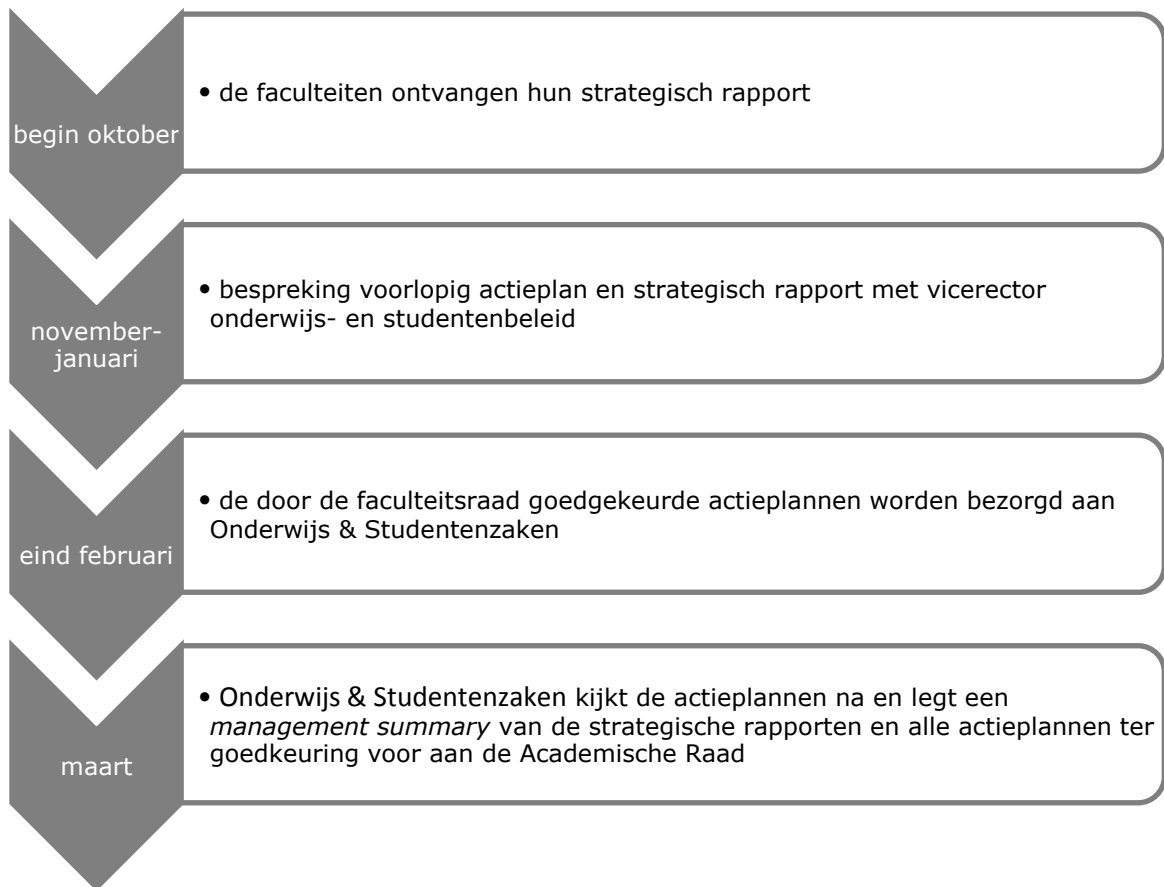 begin oktober
• de faculteiten ontvangen hun strategisch rapport
november-
januari
• bespreking voorlopig actieplan en strategisch rapport met vicerector
onderwijs- en studentenbeleid
eind februari
• de door de faculteitsraad goedgekeurde actieplannen worden bezorgd aan
Onderwijs & Studentenzaken
maart
• Onderwijs & Studentenzaken kijkt de actieplannen na en legt een
management summary van de strategische rapporten en alle actieplannen ter
goedkeuring voor aan de Academische Raad